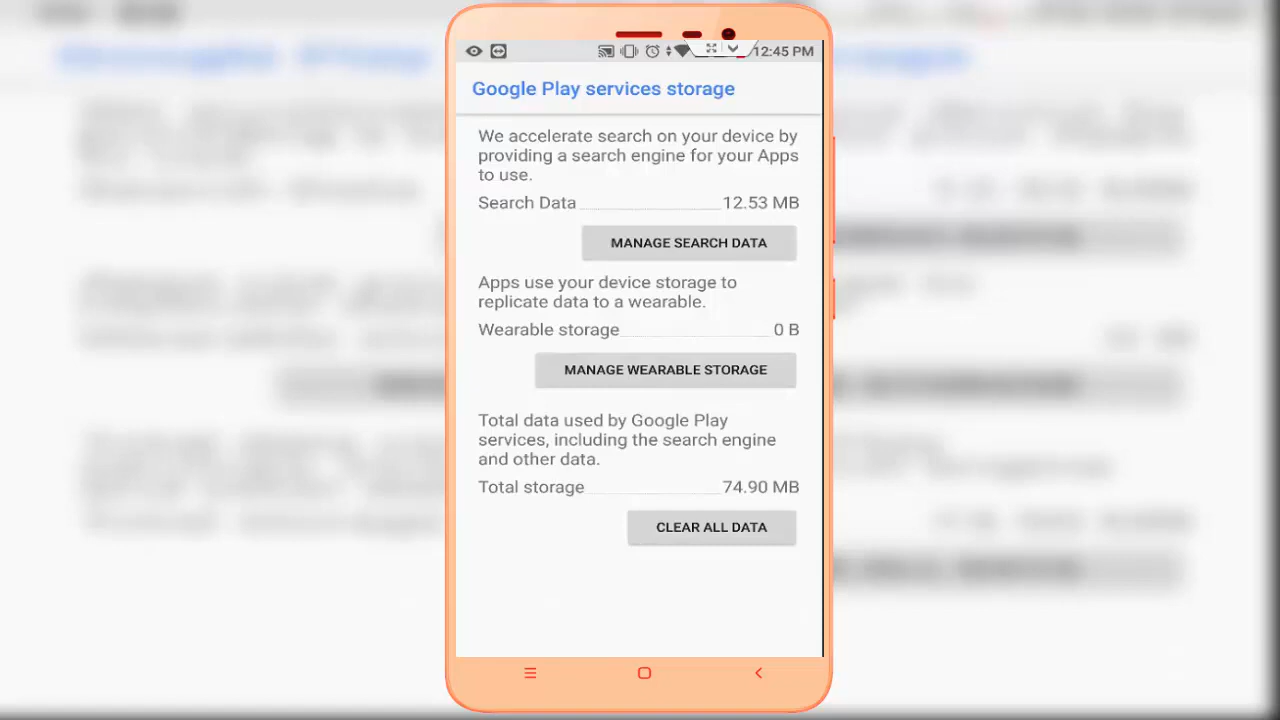 12:45 PM
Google Play services storage
We accelerate search on your device by
providing a search engine for your Apps
to use.
Search Data 12.53 MB
MANAGE SEARCH DATA
Apps use your device storage to
replicate data to a wearable.
Wearable storage 0 B
MANAGE WEARABLE STORAGE
Total data used by Google Play
services, including the search engine
and other data.
Total storage 74.90 MB
CLEAR ALL DATA